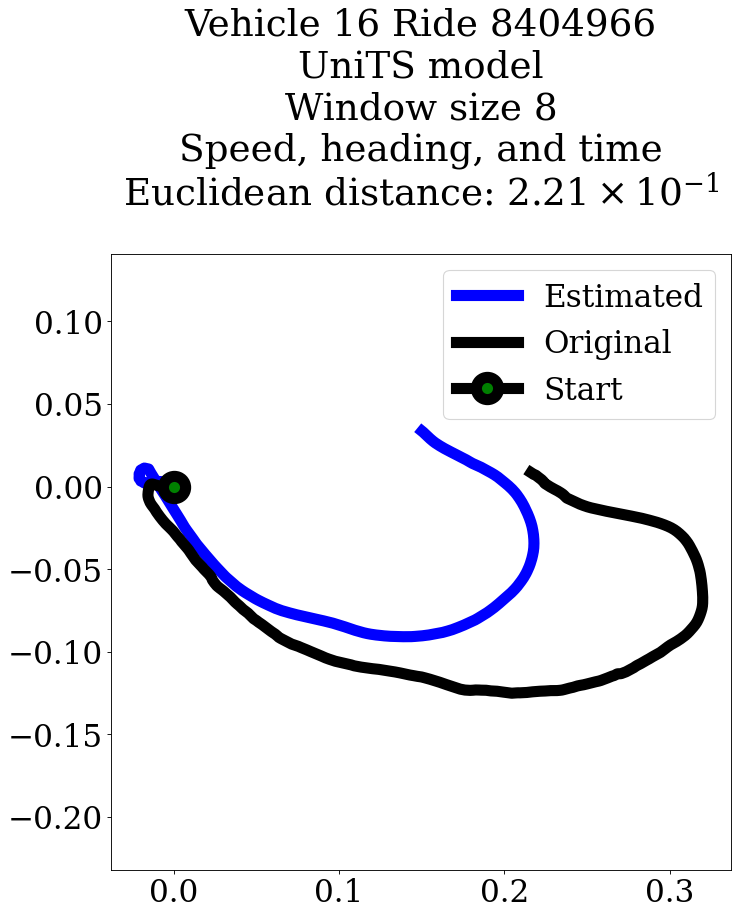 Vehicle 16 Ride 8404966
UniTS model
Window size 8
Speed, heading, and time
Euclidean distance: 2.21 × 10⁻¹
Estimated
Original
Start
0.10
0.05
0.00
−0.05
−0.10
−0.15
−0.20
0.0 0.1 0.2 0.3